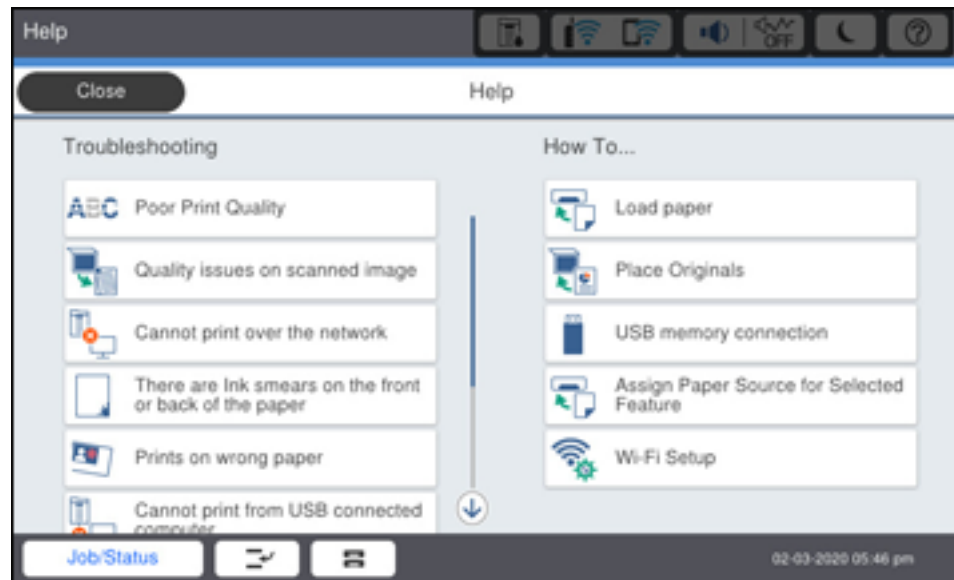 Help
OFF
Close
Help
Troubleshooting
ABC Poor Print Quality
Quality issues on scanned image
Cannot print over the network
There are Ink smears on the front
or back of the paper
Prints on wrong paper
Cannot print from USB connected
computer
How To...
Load paper
Place Originals
USB memory connection
Assign Paper Source for Selected
Feature
Wi-Fi Setup
Job/Status
02-03-2020 05:46 pm